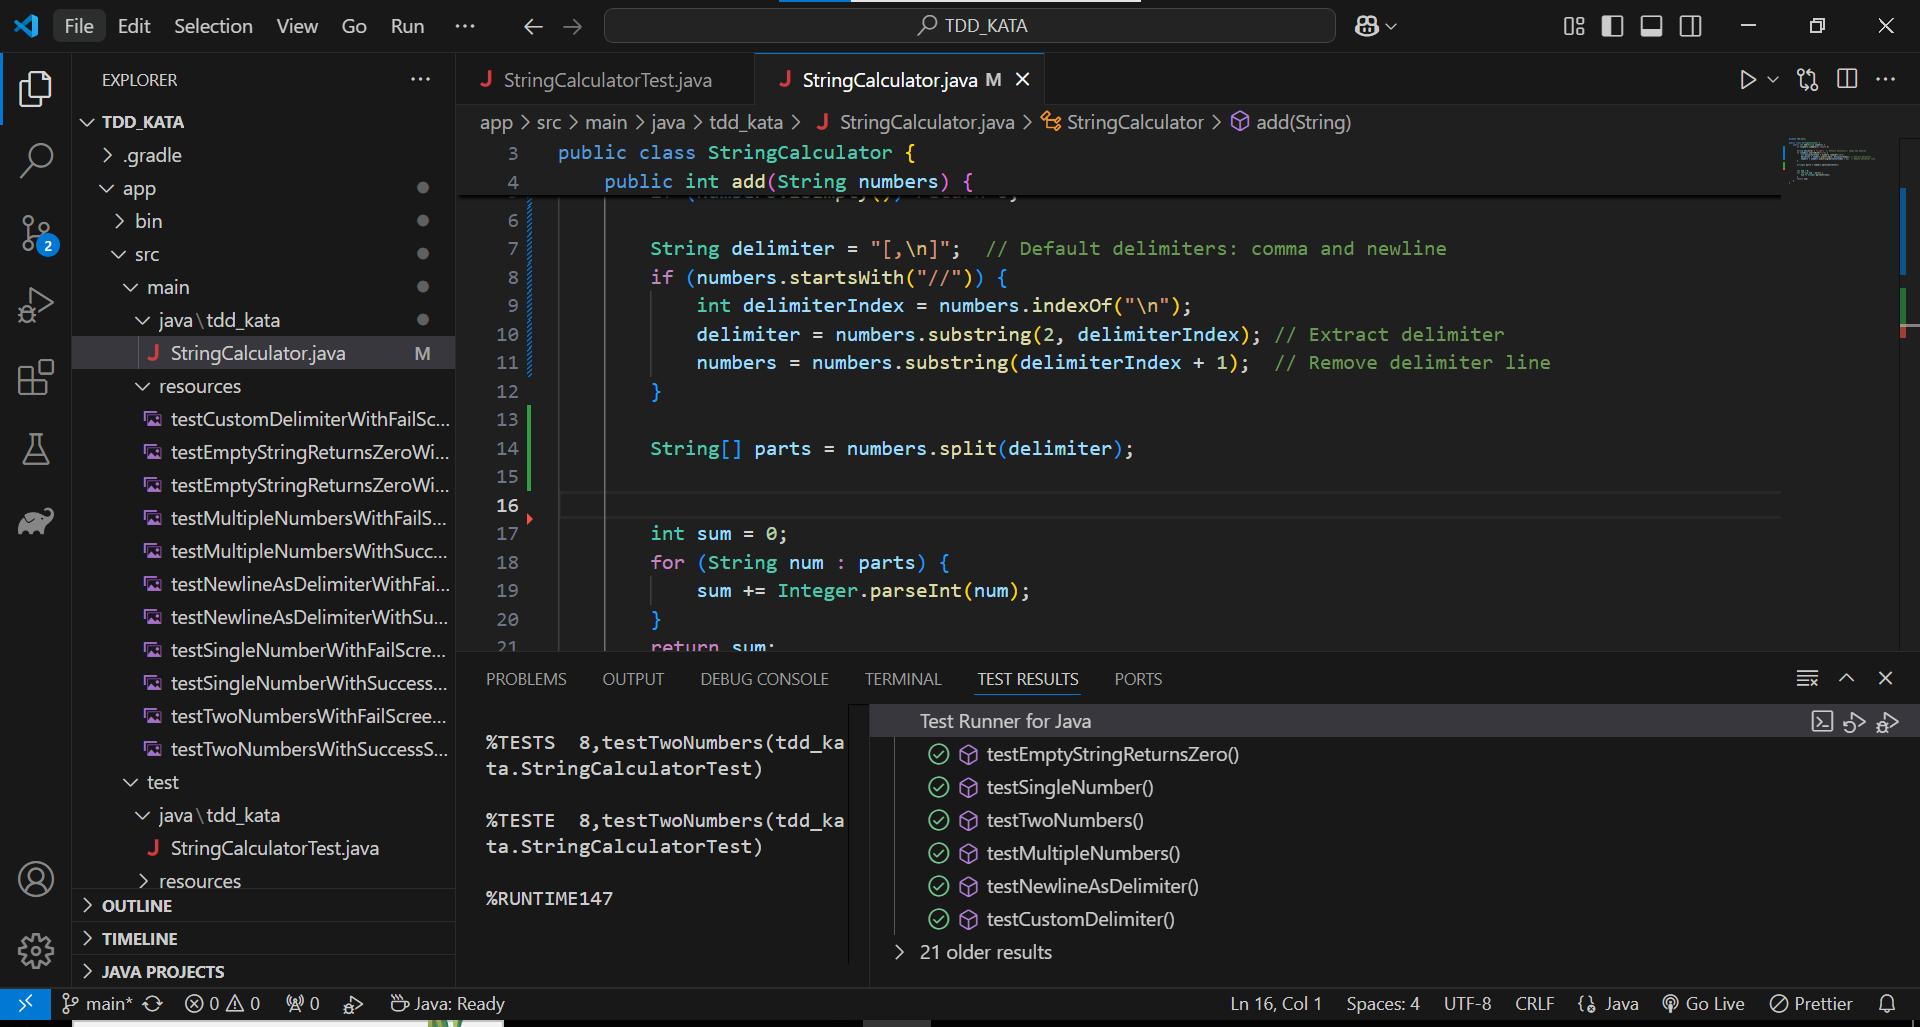 File Edit Selection View Go Run ··· TDD_KATA
EXPLORER
TDD_KATA
.gradle
app
bin
src
main
java\tdd_kata
StringCalculator.java M
resources
testCustomDelimiterWithFailSc...
testEmptyStringReturnsZeroWi...
testEmptyStringReturnsZeroWi...
testMultipleNumbersWithFailS...
testMultipleNumbersWithSucc...
testNewlineAsDelimiterWithFai...
testNewlineAsDelimiterWithSu...
testSingleNumberWithFailScre...
testSingleNumberWithSuccess...
testTwoNumbersWithFailScree...
testTwoNumbersWithSuccessS...
test
java\tdd_kata
StringCalculatorTest.java
resources
OUTLINE
TIMELINE
JAVA PROJECTS
2
StringCalculatorTest.java StringCalculator.java M
app > src > main > java > tdd_kata > StringCalculator.java > StringCalculator > add(String)
3 public class StringCalculator {
4 public int add(String numbers) {
6
7 String delimiter = "[,\n]"; // Default delimiters: comma and newline
8 if (numbers.startsWith("//")) {
9 int delimiterIndex = numbers.indexOf("\n");
10 delimiter = numbers.substring(2, delimiterIndex); // Extract delimiter
11 numbers = numbers.substring(delimiterIndex + 1); // Remove delimiter line
12 }
13
14 String[] parts = numbers.split(delimiter);
15
16
17 int sum = 0;
18 for (String num : parts) {
19 sum += Integer.parseInt(num);
20 }
21 return sum;
PROBLEMS OUTPUT DEBUG CONSOLE TERMINAL TEST RESULTS PORTS
%TESTS 8,testTwoNumbers(tdd_ka
ta.StringCalculatorTest)
%TESTE 8,testTwoNumbers(tdd_ka
ta.StringCalculatorTest)
%RUNTIME147
Test Runner for Java
testEmptyStringReturnsZero()
testSingleNumber()
testTwoNumbers()
testMultipleNumbers()
testNewlineAsDelimiter()
testCustomDelimiter()
21 older results
main* 0 0 0 Java: Ready Ln 16, Col 1 Spaces: 4 UTF-8 CRLF Java Go Live Prettier